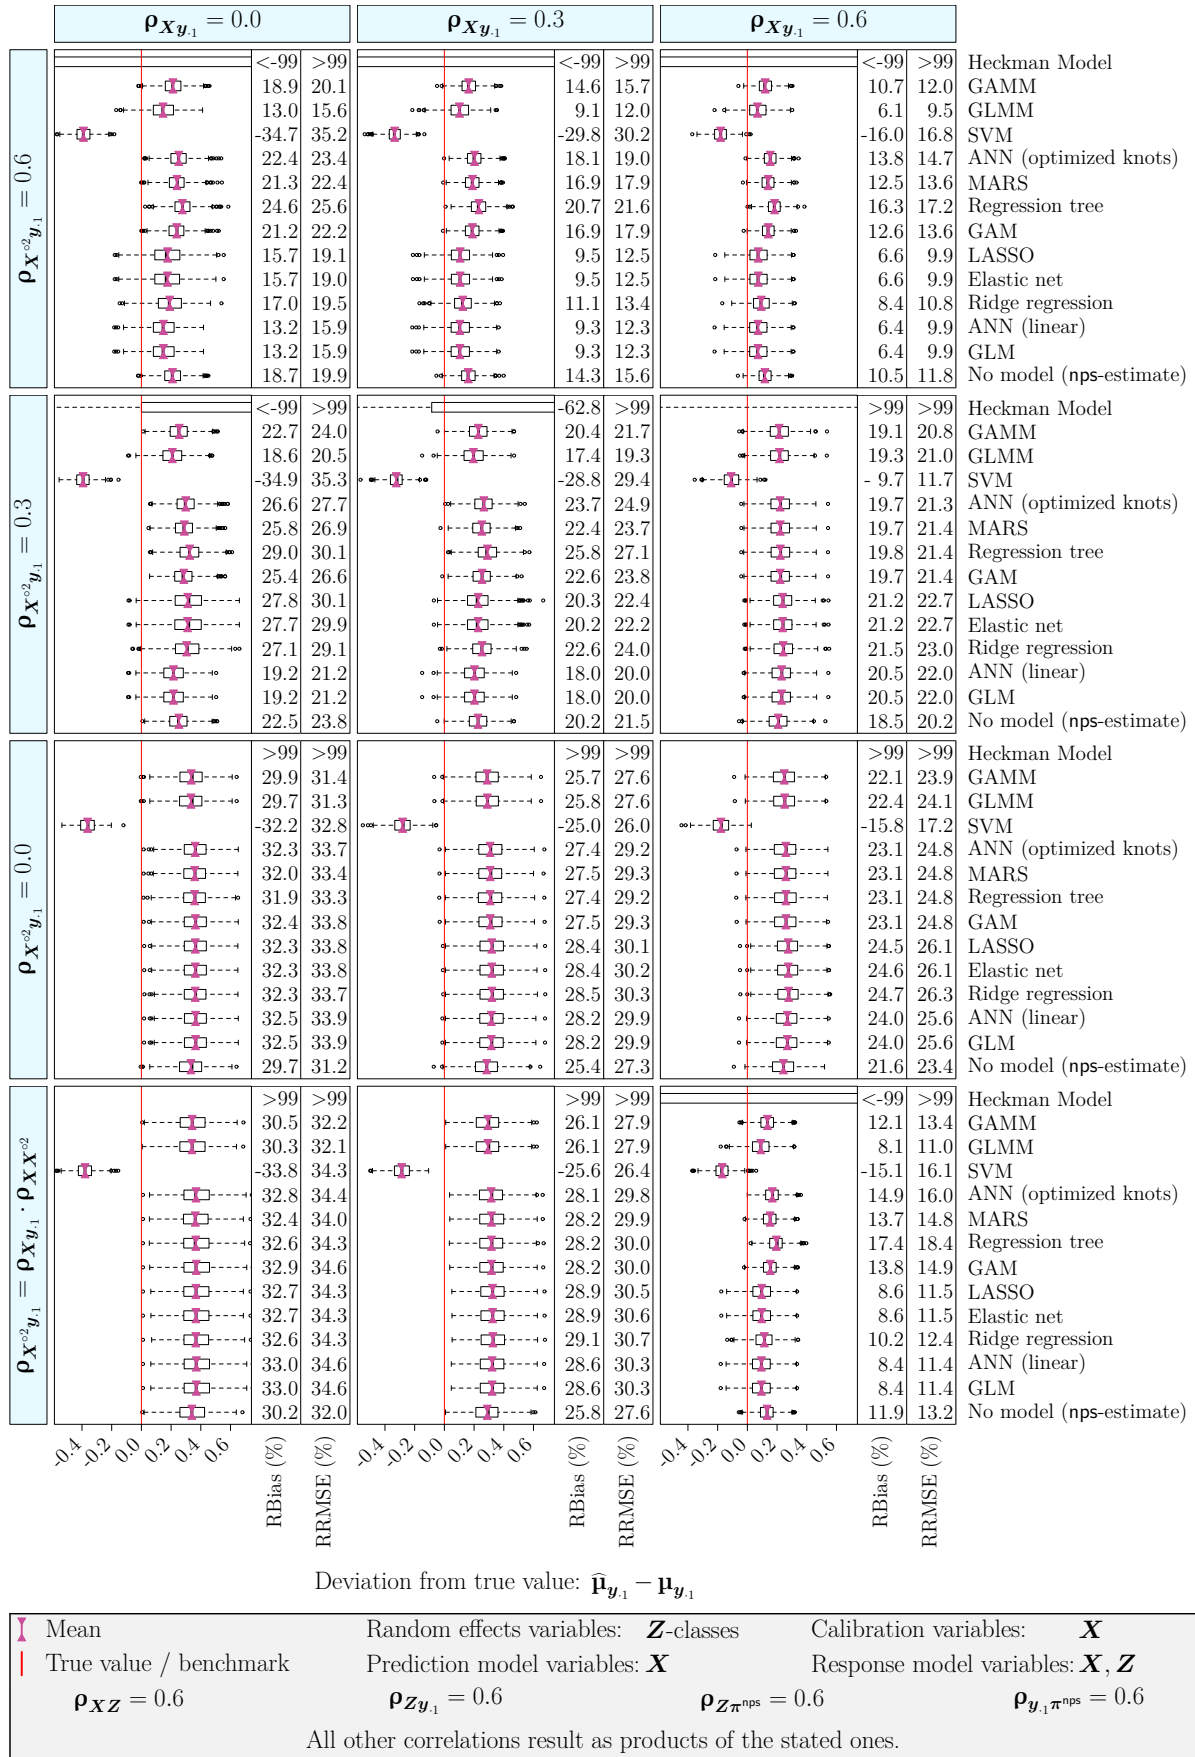 ρXy.1 = 0.0 ρXy.1 = 0.3 ρXy.1 = 0.6
ρX∘2y.1 = 0.6
<-99 >99 <-99 >99 <-99 >99 Heckman Model
18.9 20.1 14.6 15.7 10.7 12.0 GAMM
13.0 15.6 9.1 12.0 6.1 9.5 GLMM
-34.7 35.2 -29.8 30.2 -16.0 16.8 SVM
22.4 23.4 18.1 19.0 13.8 14.7 ANN (optimized knots)
21.3 22.4 16.9 17.9 12.5 13.6 MARS
24.6 25.6 20.7 21.6 16.3 17.2 Regression tree
21.2 22.2 16.9 17.9 12.6 13.6 GAM
15.7 19.1 9.5 12.5 6.6 9.9 LASSO
15.7 19.0 9.5 12.5 6.6 9.9 Elastic net
17.0 19.5 11.1 13.4 8.4 10.8 Ridge regression
13.2 15.9 9.3 12.3 6.4 9.9 ANN (linear)
13.2 15.9 9.3 12.3 6.4 9.9 GLM
18.7 19.9 14.3 15.6 10.5 11.8 No model (nps-estimate)
ρX∘2y.1 = 0.3
<-99 >99 -62.8 >99 >99 >99 Heckman Model
22.7 24.0 20.4 21.7 19.1 20.8 GAMM
18.6 20.5 17.4 19.3 19.3 21.0 GLMM
-34.9 35.3 -28.8 29.4 - 9.7 11.7 SVM
26.6 27.7 23.7 24.9 19.7 21.3 ANN (optimized knots)
25.8 26.9 22.4 23.7 19.7 21.4 MARS
29.0 30.1 25.8 27.1 19.8 21.4 Regression tree
25.4 26.6 22.6 23.8 19.7 21.4 GAM
27.8 30.1 20.3 22.4 21.2 22.7 LASSO
27.7 29.9 20.2 22.2 21.2 22.7 Elastic net
27.1 29.1 22.6 24.0 21.5 23.0 Ridge regression
19.2 21.2 18.0 20.0 20.5 22.0 ANN (linear)
19.2 21.2 18.0 20.0 20.5 22.0 GLM
22.5 23.8 20.2 21.5 18.5 20.2 No model (nps-estimate)
ρX∘2y.1 = 0.0
>99 >99 >99 >99 >99 >99 Heckman Model
29.9 31.4 25.7 27.6 22.1 23.9 GAMM
29.7 31.3 25.8 27.6 22.4 24.1 GLMM
-32.2 32.8 -25.0 26.0 -15.8 17.2 SVM
32.3 33.7 27.4 29.2 23.1 24.8 ANN (optimized knots)
32.0 33.4 27.5 29.3 23.1 24.8 MARS
31.9 33.3 27.4 29.2 23.1 24.8 Regression tree
32.4 33.8 27.5 29.3 23.1 24.8 GAM
32.3 33.8 28.4 30.1 24.5 26.1 LASSO
32.3 33.8 28.4 30.2 24.6 26.1 Elastic net
32.3 33.7 28.5 30.3 24.7 26.3 Ridge regression
32.5 33.9 28.2 29.9 24.0 25.6 ANN (linear)
32.5 33.9 28.2 29.9 24.0 25.6 GLM
29.7 31.2 25.4 27.3 21.6 23.4 No model (nps-estimate)
ρX∘2y.1 = ρXy.1 · ρXX∘2
>99 >99 >99 >99 <-99 >99 Heckman Model
30.5 32.2 26.1 27.9 12.1 13.4 GAMM
30.3 32.1 26.1 27.9 8.1 11.0 GLMM
-33.8 34.3 -25.6 26.4 -15.1 16.1 SVM
32.8 34.4 28.1 29.8 14.9 16.0 ANN (optimized knots)
32.4 34.0 28.2 29.9 13.7 14.8 MARS
32.6 34.3 28.2 30.0 17.4 18.4 Regression tree
32.9 34.6 28.2 30.0 13.8 14.9 GAM
32.7 34.3 28.9 30.5 8.6 11.5 LASSO
32.7 34.3 28.9 30.6 8.6 11.5 Elastic net
32.6 34.3 29.1 30.7 10.2 12.4 Ridge regression
33.0 34.6 28.6 30.3 8.4 11.4 ANN (linear)
33.0 34.6 28.6 30.3 8.4 11.4 GLM
30.2 32.0 25.8 27.6 11.9 13.2 No model (nps-estimate)
-0.4 -0.2 0.0 0.2 0.4 0.6 RBias (%) RRMSE (%) -0.4 -0.2 0.0 0.2 0.4 0.6 RBias (%) RRMSE (%) -0.4 -0.2 0.0 0.2 0.4 0.6 RBias (%) RRMSE (%)
Deviation from true value: μ̂y.1 − μy.1
Mean Random effects variables: Z-classes Calibration variables: X
True value / benchmark Prediction model variables: X Response model variables: X, Z
ρXZ = 0.6 ρZy.1 = 0.6 ρZπnps = 0.6 ρy.1πnps = 0.6
All other correlations result as products of the stated ones.